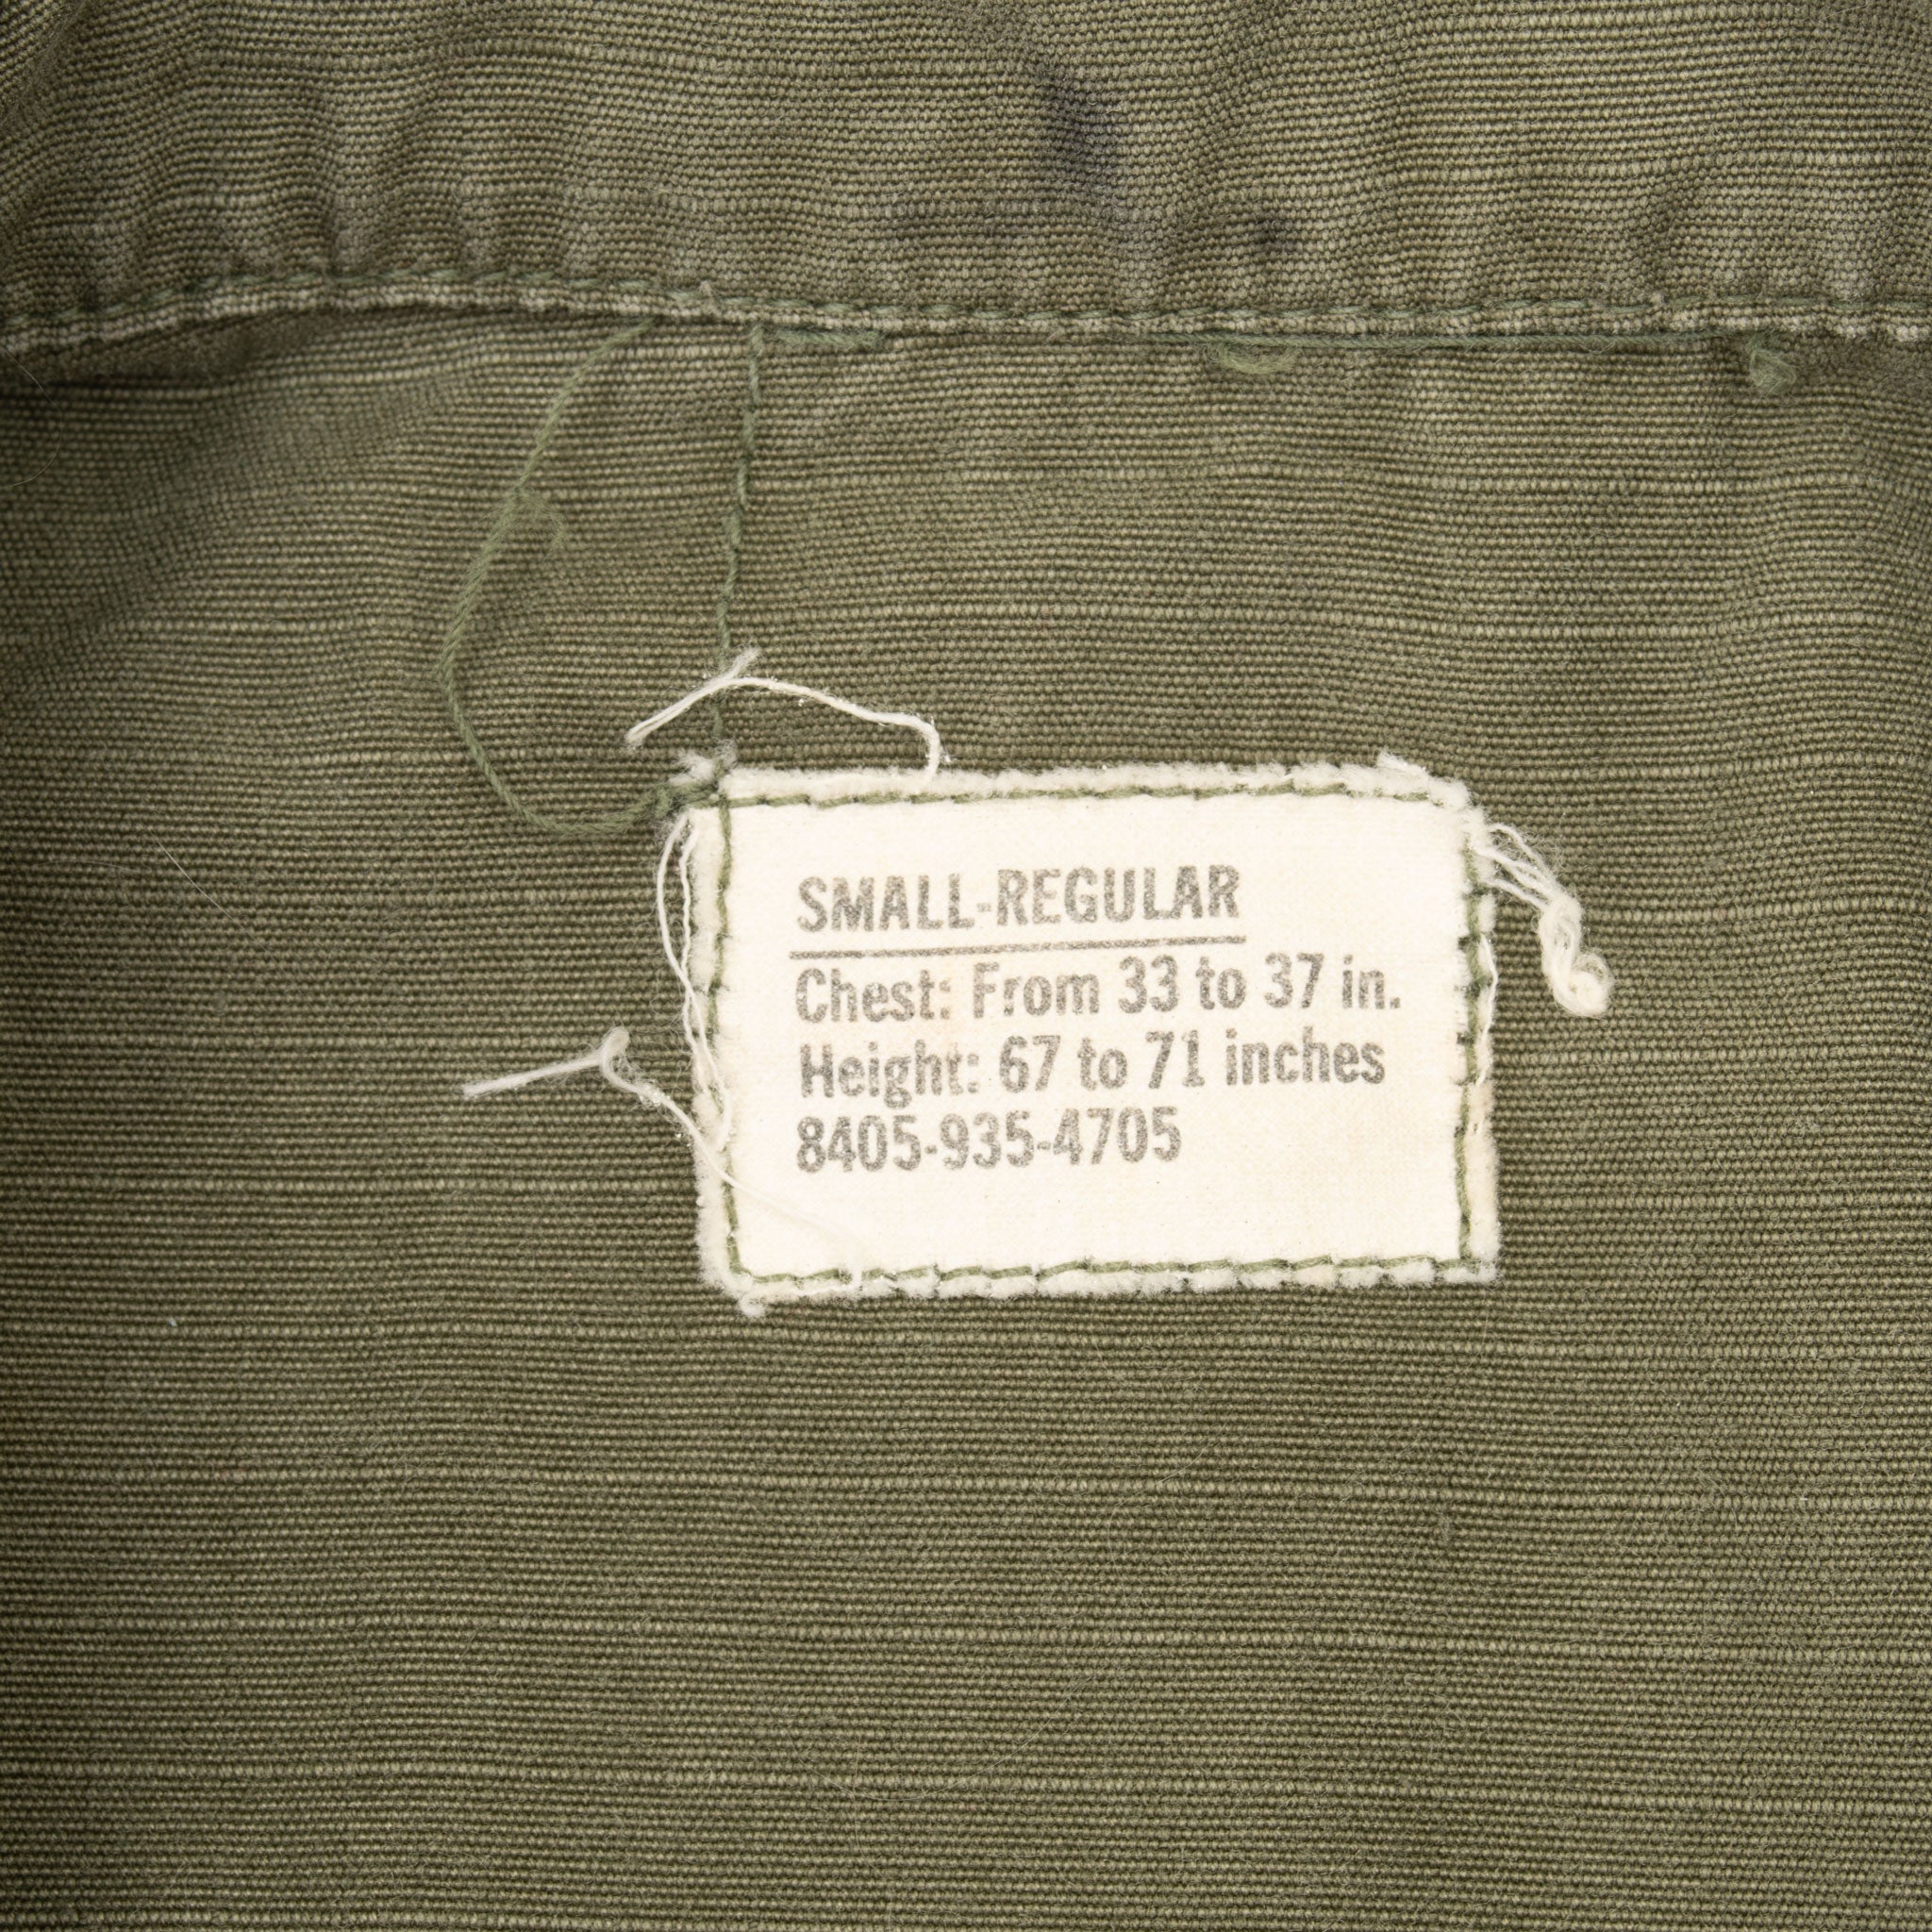 SMALL-REGULAR
Chest: From 33 to 37 in.
Height: 67 to 71 inches
8405-935-4705